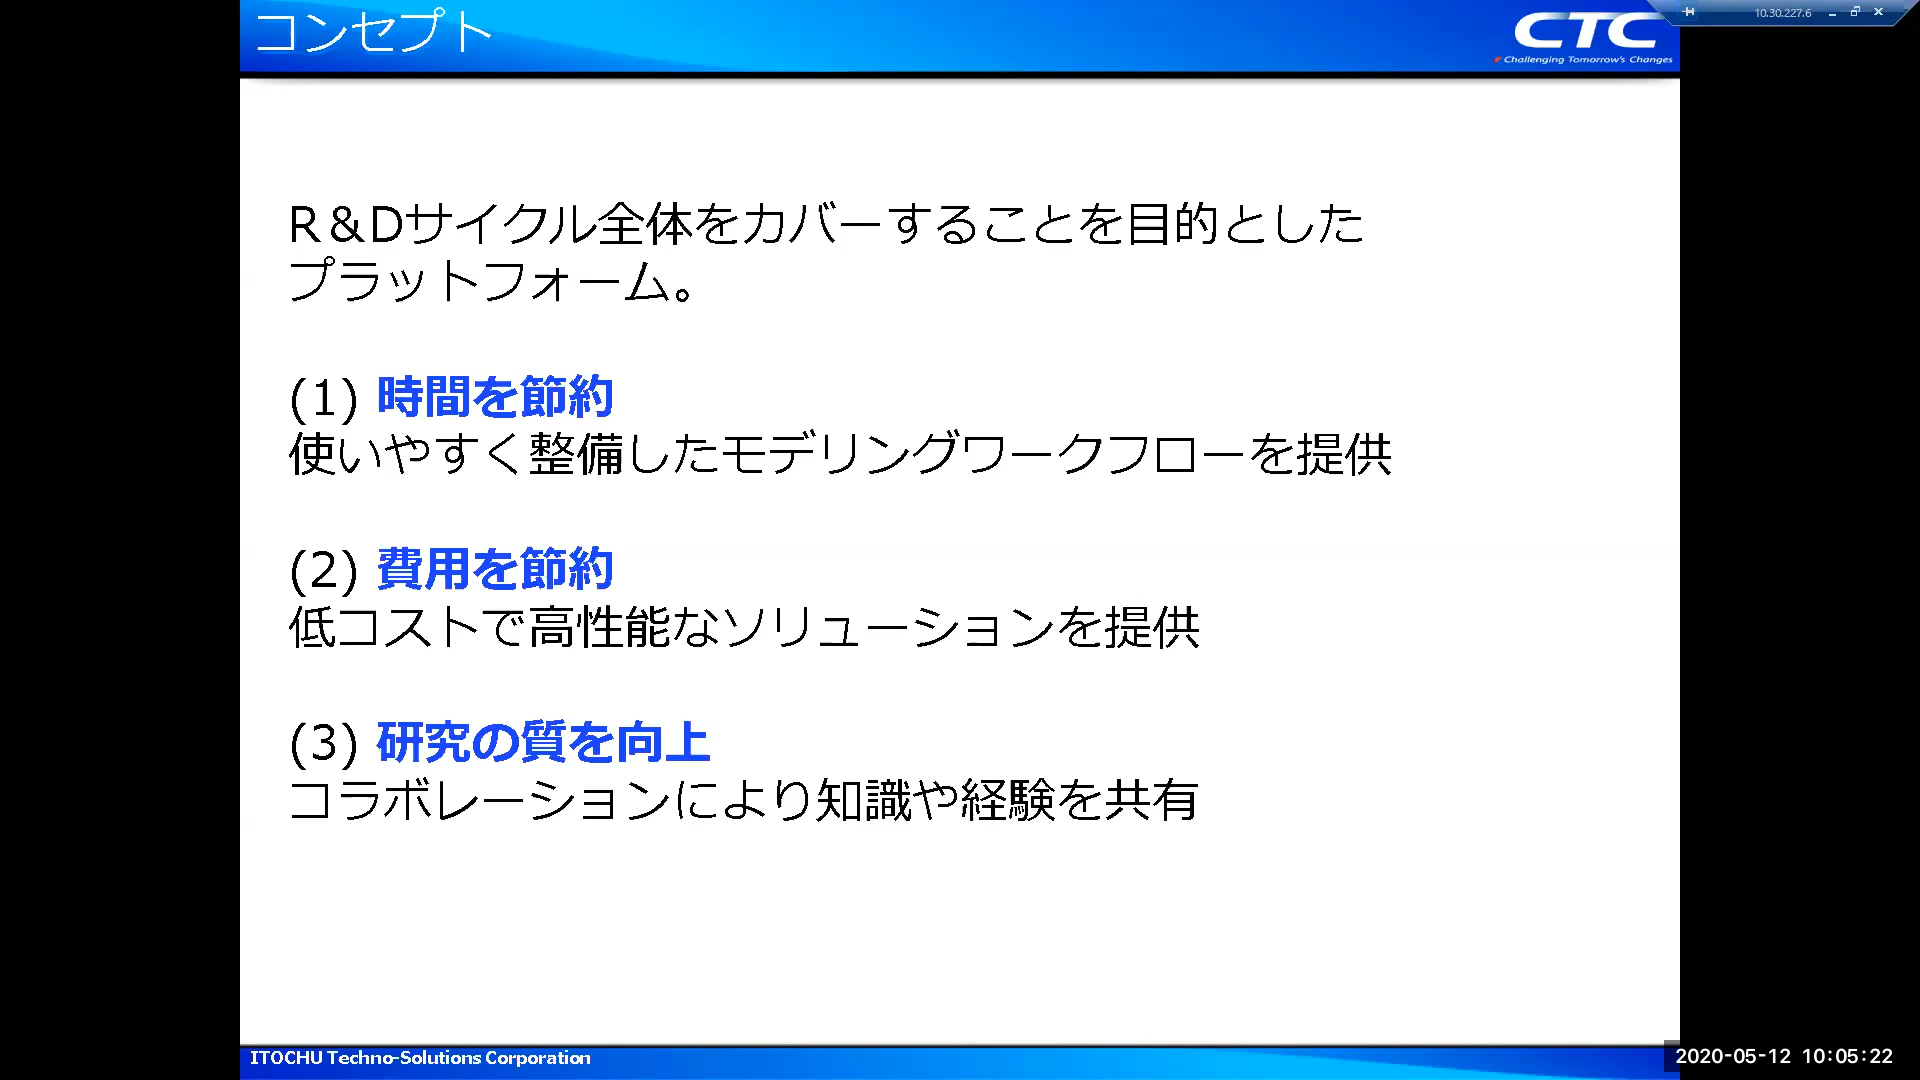 コンセプト
CTC
Challenging Tomorrow's Changes
10.30.227.6
R＆Dサイクル全体をカバーすることを目的とした
プラットフォーム。
(1) 時間を節約
使いやすく整備したモデリングワークフローを提供
(2) 費用を節約
低コストで高性能なソリューションを提供
(3) 研究の質を向上
コラボレーションにより知識や経験を共有
ITOCHU Techno-Solutions Corporation
2020-05-12 10:05:22